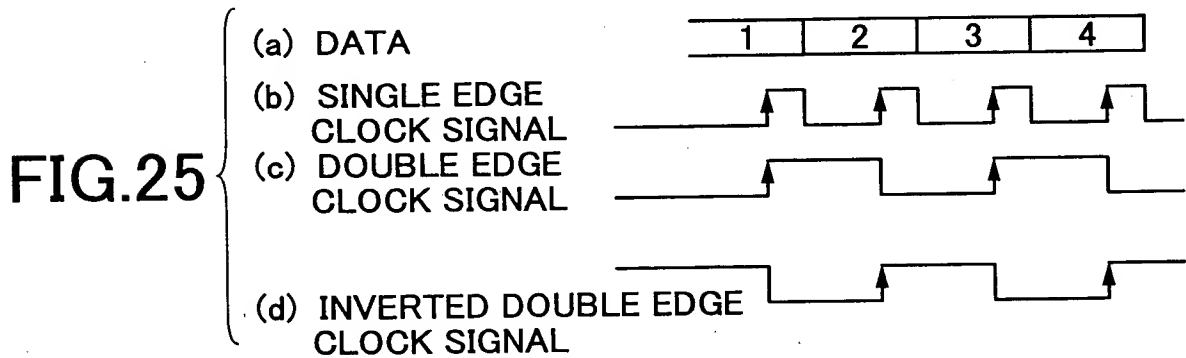 FIG.25
(a) DATA
1 2 3 4
(b) SINGLE EDGE
CLOCK SIGNAL
(c) DOUBLE EDGE
CLOCK SIGNAL
(d) INVERTED DOUBLE EDGE
CLOCK SIGNAL